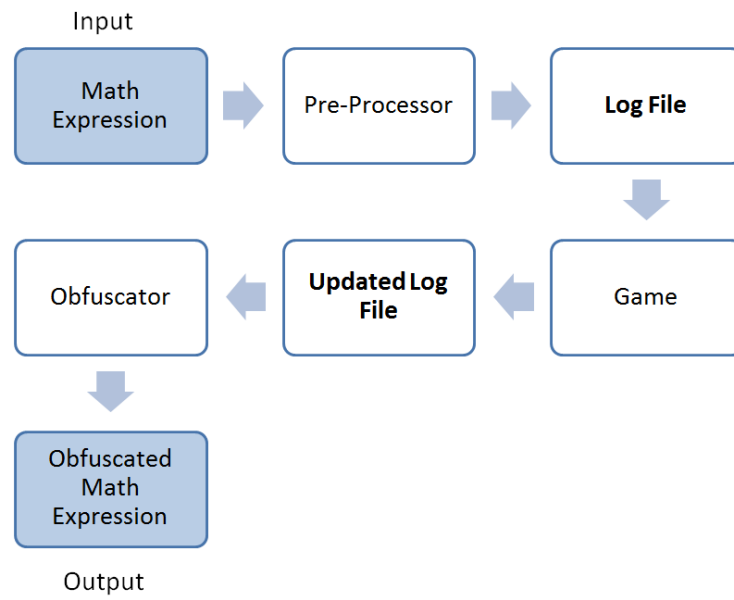 Input
Math
Expression
Pre-Processor
Log File
Game
Updated Log
File
Obfuscator
Obfuscated
Math
Expression
Output